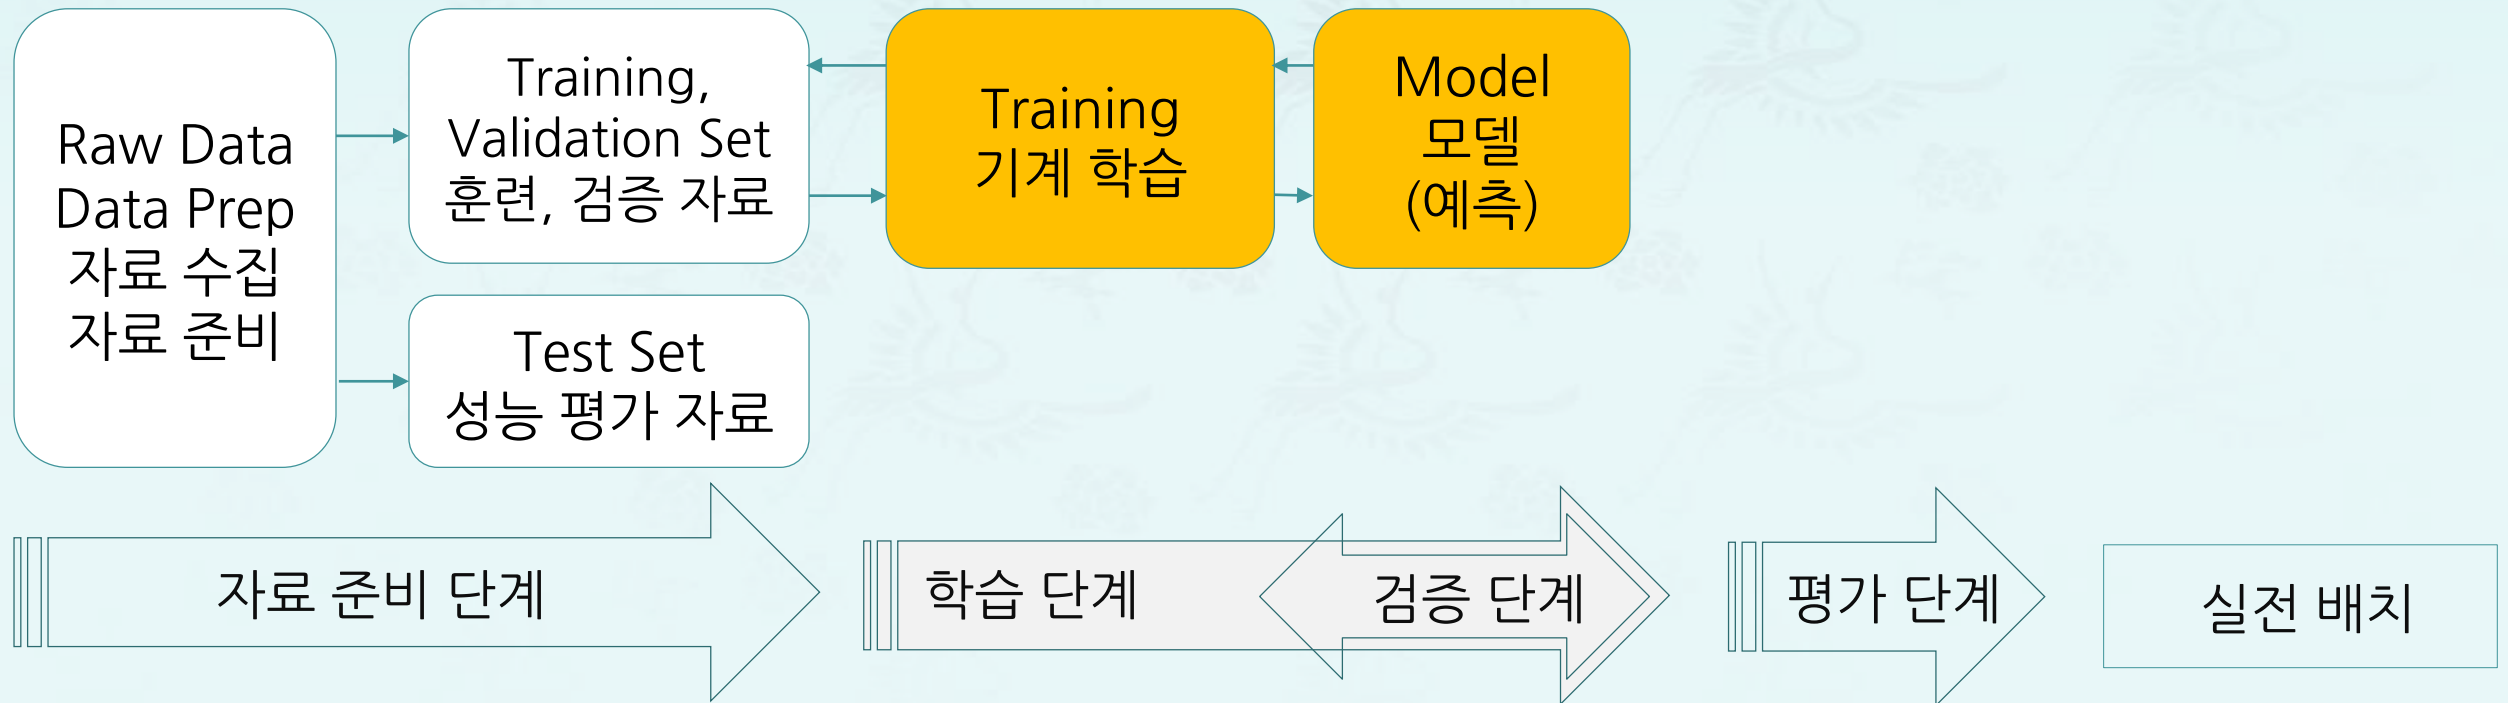 Raw Data
Data Prep
자료 수집
자료 준비
Training,
Validation Set
훈련, 검증 자료
Test Set
성능 평가 자료
Training
기계 학습
Model
모델
(예측)
자료 준비 단계
학습 단계
검증 단계
평가 단계
실전 배치